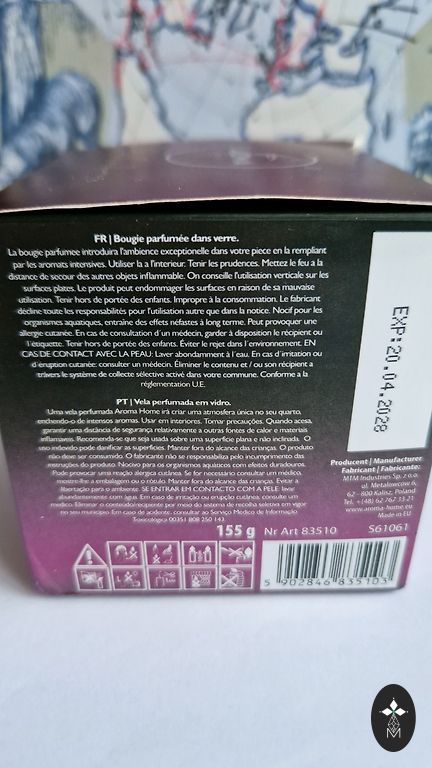 FR | Bougie parfumée dans verre.
La bougie parfumee introduira l'ambience exceptionelle dans votre piece en la rempliant
par les aromats intensives. Utiliser la a l'interieur. Tenir les prudences. Mettez le feu a la
distance de secour des autres objets inflammable. On conseille l'utilisation verticale sur les
surfaces plates. Le produit peut endommager les surfaces en raison de sa mauvaise
utilisation. Tenir hors de portée des enfants. Impropre à la consommation. Le fabricant
décline toute les responsabilités pour l'utilisation autre que dans la notice. Nocif pour les
organismes aquatiques, entraîne des effets néfastes à long terme. Peut provoquer une
allergie cutanée. En cas de consultation d'un médecin, garder à disposition le récipient ou
l'étiquette. Tenir hors de portée des enfants. Éviter le rejet dans l'environnement. EN
CAS DE CONTACT AVEC LA PEAU: Laver abondamment à l'eau. En cas d'irritation ou
d'éruption cutanée: consulter un médecin. Éliminer le contenu et / ou son récipient a
travers le système de collecte sélective activé dans votre commune. Conforme a la
réglementation U.E.
PT | Vela perfumada em vidro.
Uma vela perfumada Aroma Home irá criar uma atmosfera única no seu quarto,
enchendo-o de intensos aromas. Usar em interiores. Tomar precauções. Quando acesa,
garantir uma distância de segurança relativamente a outras fontes de calor e materiais
inflamáveis. Recomenda-se que seja usada sobre uma superfície plana e não inclinada. O
uso indevido pode danificar as superfícies. Manter fora do alcance das crianças. O produto
não deve ser consumido. O fabricante não se responsabiliza pelo incumprimento das
instruções do produto. Nocivo para os organismos aquáticos com efeitos duradouros.
Pode provocar uma reação alérgica cutânea. Se for necessário consultar um médico,
mostre-lhe a embalagem ou o rótulo. Manter fora do alcance das crianças. Evitar a
libertação para o ambiente. SE ENTRAR EM CONTACTO COM A PELE: lavar
abundantemente com água. Em caso de irritação ou erupção cutânea: consulte um
médico. Eliminar o conteúdo/recipiente por meio do sistema de recolha seletiva em vigor
no seu município. Em caso de acidente, consultar ao Serviço Médico de Informação
Toxicológica 00351 808 250 143.
155 g
Nr Art 83510
S61061
5 902846 835103
EXP: 20.04.2028
Producent | Manufacturer
Fabricant | Fabricante:
MTM Industries Sp. z o.o.
ul. Metalowców 6,
62 - 800 Kalisz, Poland
Tel. (+48) 62 767 33 21
www.aroma-home.eu
Made in EU
M